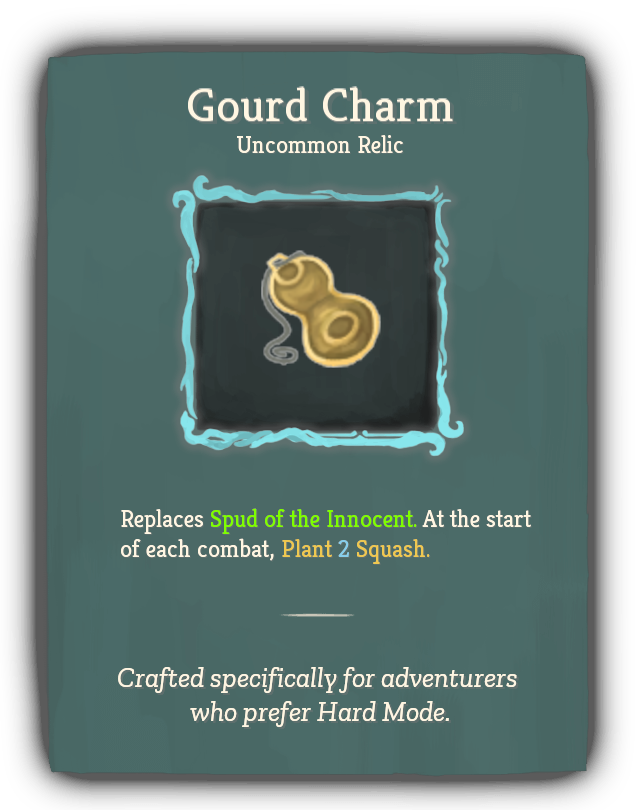 Gourd Charm
Uncommon Relic
Replaces Spud of the Innocent. At the start
of each combat, Plant 2 Squash.
Crafted specifically for adventurers
who prefer Hard Mode.